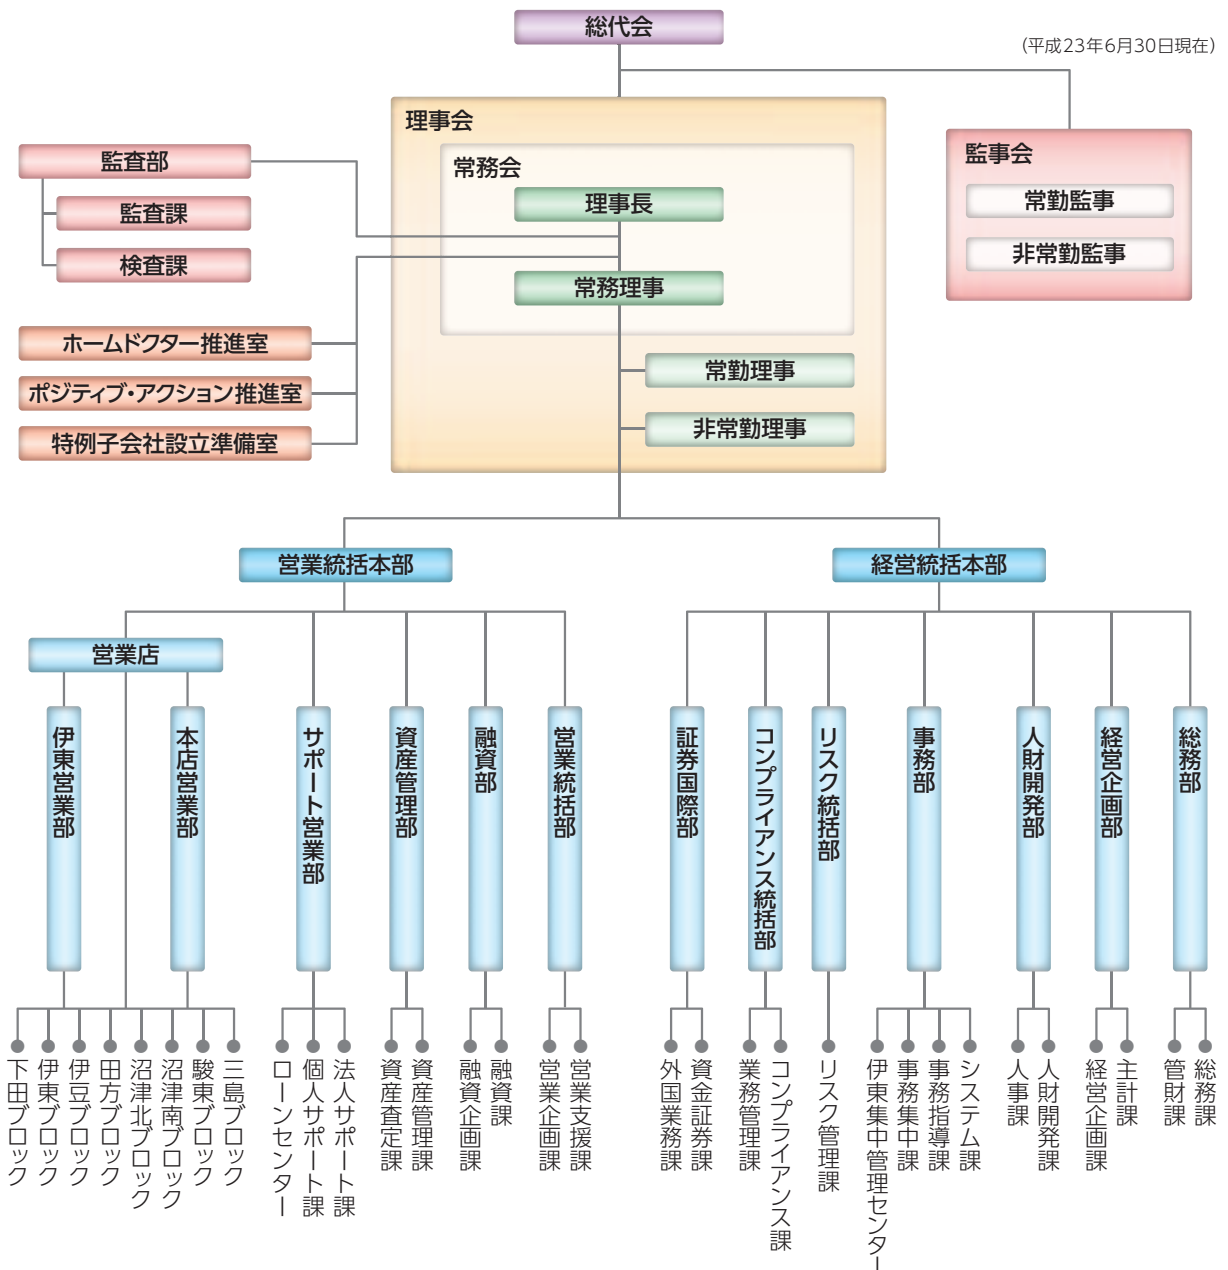 総代会
(平成23年6月30日現在)
理事会
常務会
理事長
常務理事
常勤理事
非常勤理事
監事会
常勤監事
非常勤監事
監査部
監査課
検査課
ホームドクター推進室
ポジティブ・アクション推進室
特例子会社設立準備室
営業統括本部
経営統括本部
営業店
伊東営業部
本店営業部
サポート営業部
資産管理部
融資部
営業統括部
証券国際部
コンプライアンス統括部
リスク統括部
事務部
人財開発部
経営企画部
総務部
下田ブロック
伊東ブロック
伊豆ブロック
田方ブロック
沼津北ブロック
沼津南ブロック
駿東ブロック
三島ブロック
ローンセンター
個人サポート課
法人サポート課
資産査定課
資産管理課
融資企画課
融資課
営業企画課
営業支援課
外国業務課
資金証券課
業務管理課
コンプライアンス課
リスク管理課
伊東集中管理センター
事務集中課
事務指導課
システム課
人事課
人財開発課
経営企画課
主計課
管財課
総務課